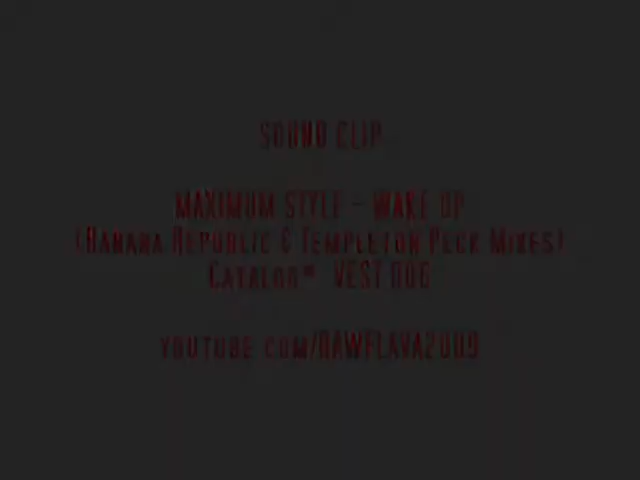 SOUND CLIP
MAXIMUM STYLE - WAKE UP
(BANANA REPUBLIC & TEMPLETON PECK MIXES)
CATALOG# VEST 006
YOUTUBE.COM/RAWFLAVA2009